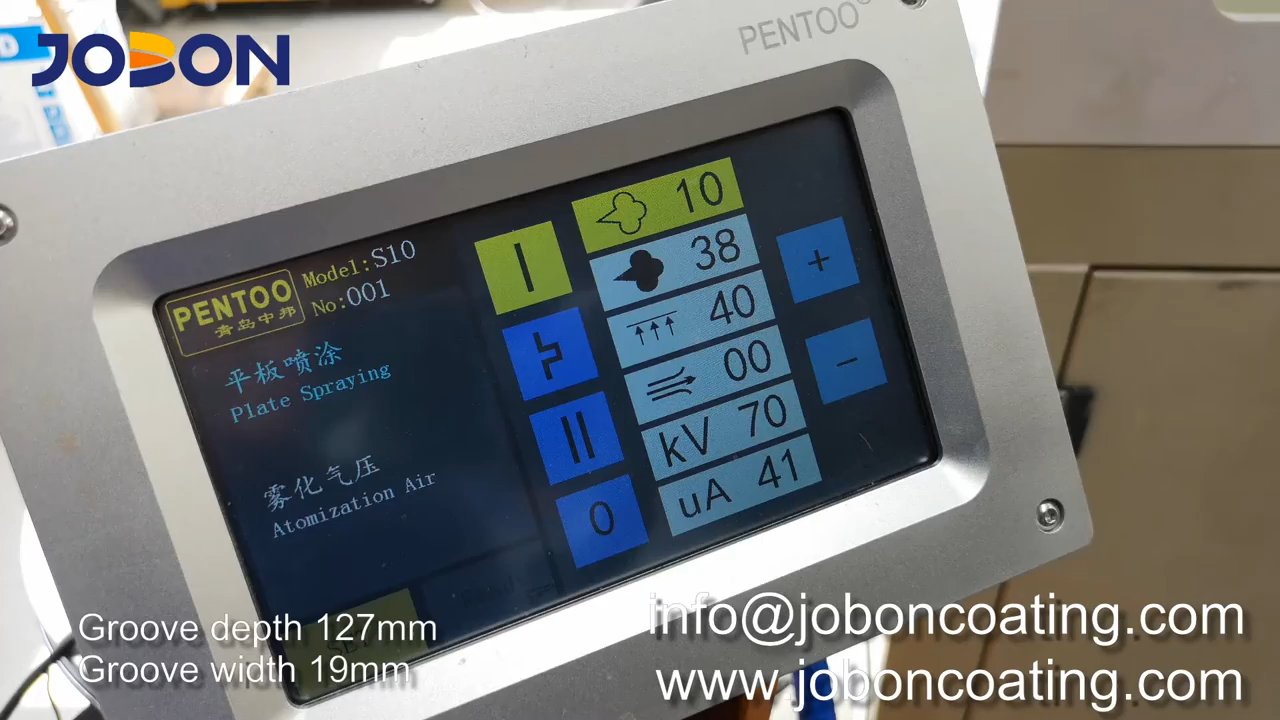 JOBON
PENTOO
PENTOO
青岛中邦
Model:S10
No:001
平板喷涂
Plate Spraying
雾化气压
Atomization Air
10
38
40
00
kV 70
uA 41
+
−
0
Groove depth 127mm
Groove width 19mm
info@joboncoating.com
www.joboncoating.com